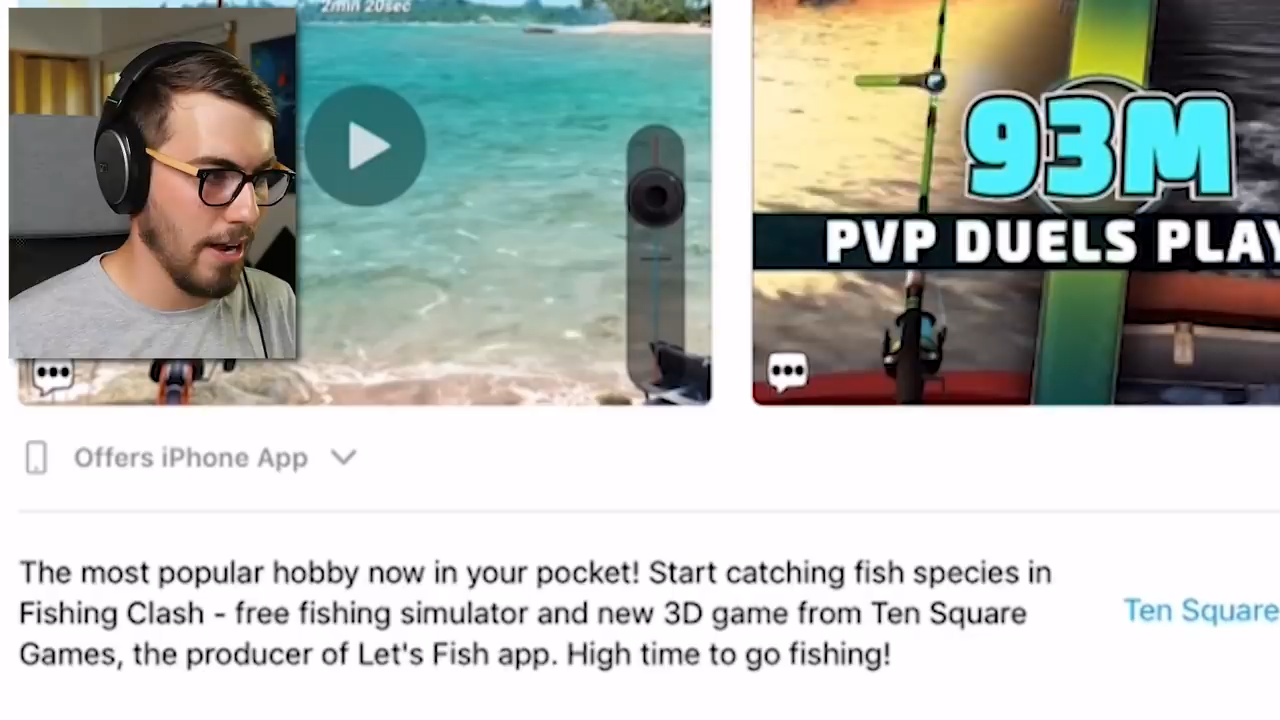 2min 20sec
93M
PVP DUELS PLAY
Offers iPhone App
The most popular hobby now in your pocket! Start catching fish species in
Fishing Clash - free fishing simulator and new 3D game from Ten Square
Games, the producer of Let's Fish app. High time to go fishing!
Ten Square